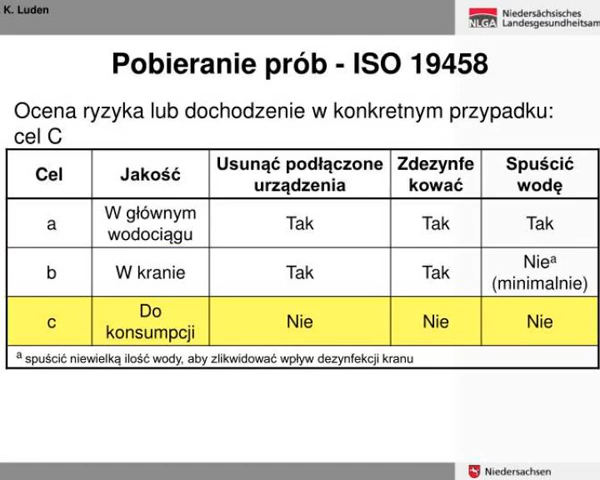 K. Luden
NLGA
Niedersächsisches
Landesgesundheitsam
Pobieranie prób - ISO 19458
Ocena ryzyka lub dochodzenie w konkretnym przypadku:
cel C
Cel
Jakość
Usunąć podłączone
urządzenia
Zdezynfe
kować
Spuścić
wodę
a
W głównym
wodociągu
Tak
Tak
Tak
b
W kranie
Tak
Tak
Nieᵃ
(minimalnie)
c
Do
konsumpcji
Nie
Nie
Nie
ᵃ spuścić niewielką ilość wody, aby zlikwidować wpływ dezynfekcji kranu
Niedersachsen